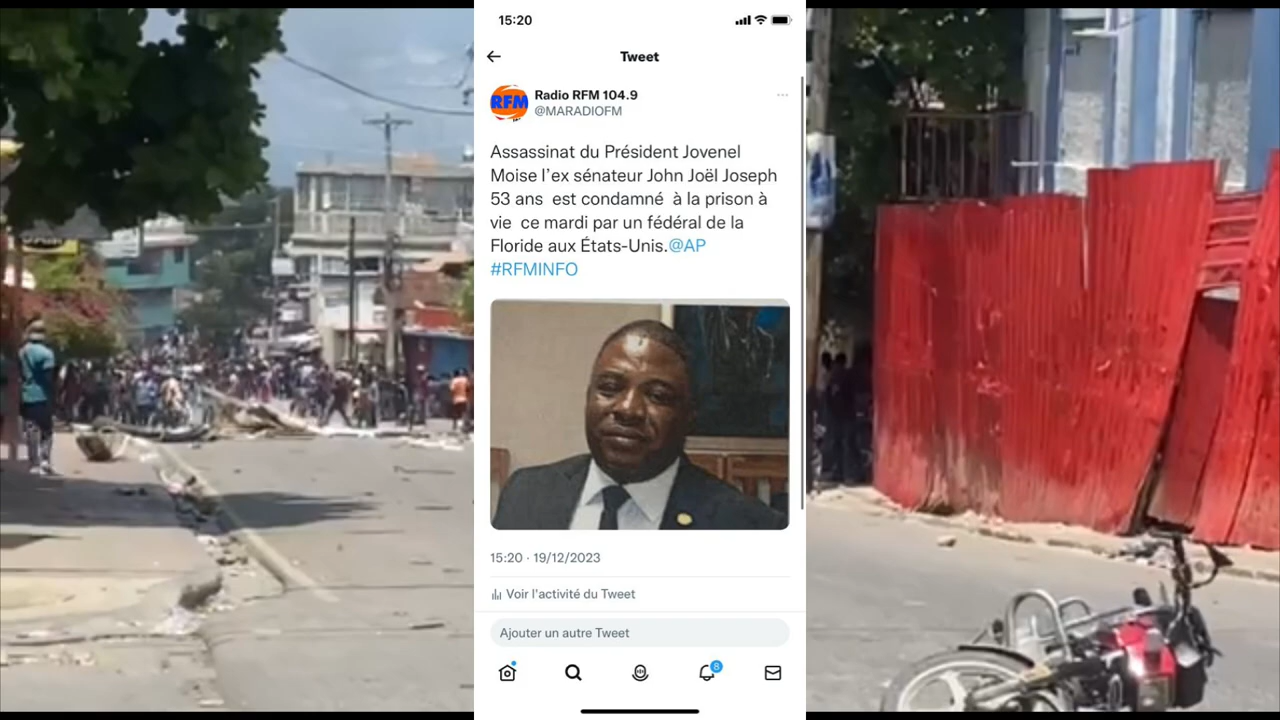 15:20
Tweet
RFM
Radio RFM 104.9
@MARADIOFM
Assassinat du Président Jovenel
Moise l'ex sénateur John Joël Joseph
53 ans est condamné à la prison à
vie ce mardi par un fédéral de la
Floride aux États-Unis.@AP
#RFMINFO
15:20 · 19/12/2023
Voir l'activité du Tweet
Ajouter un autre Tweet
8